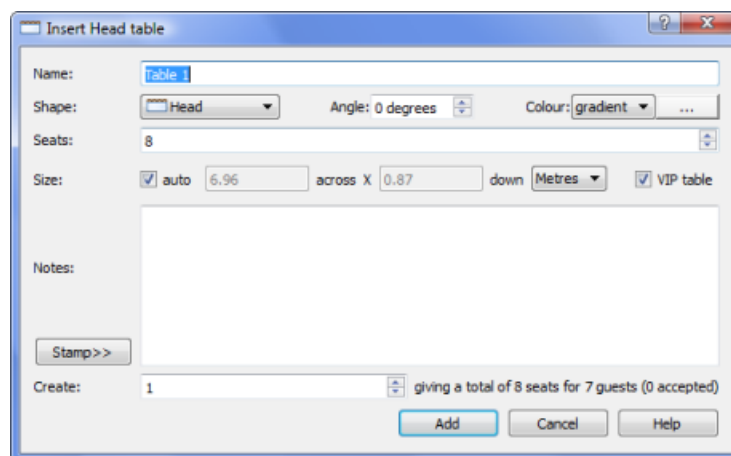 Insert Head table
Name: Table 1
Shape: Head Angle: 0 degrees Colour: gradient ...
Seats: 8
Size: auto 6.96 across X 0.87 down Metres VIP table
Notes:
Stamp>>
Create: 1 giving a total of 8 seats for 7 guests (0 accepted)
Add Cancel Help